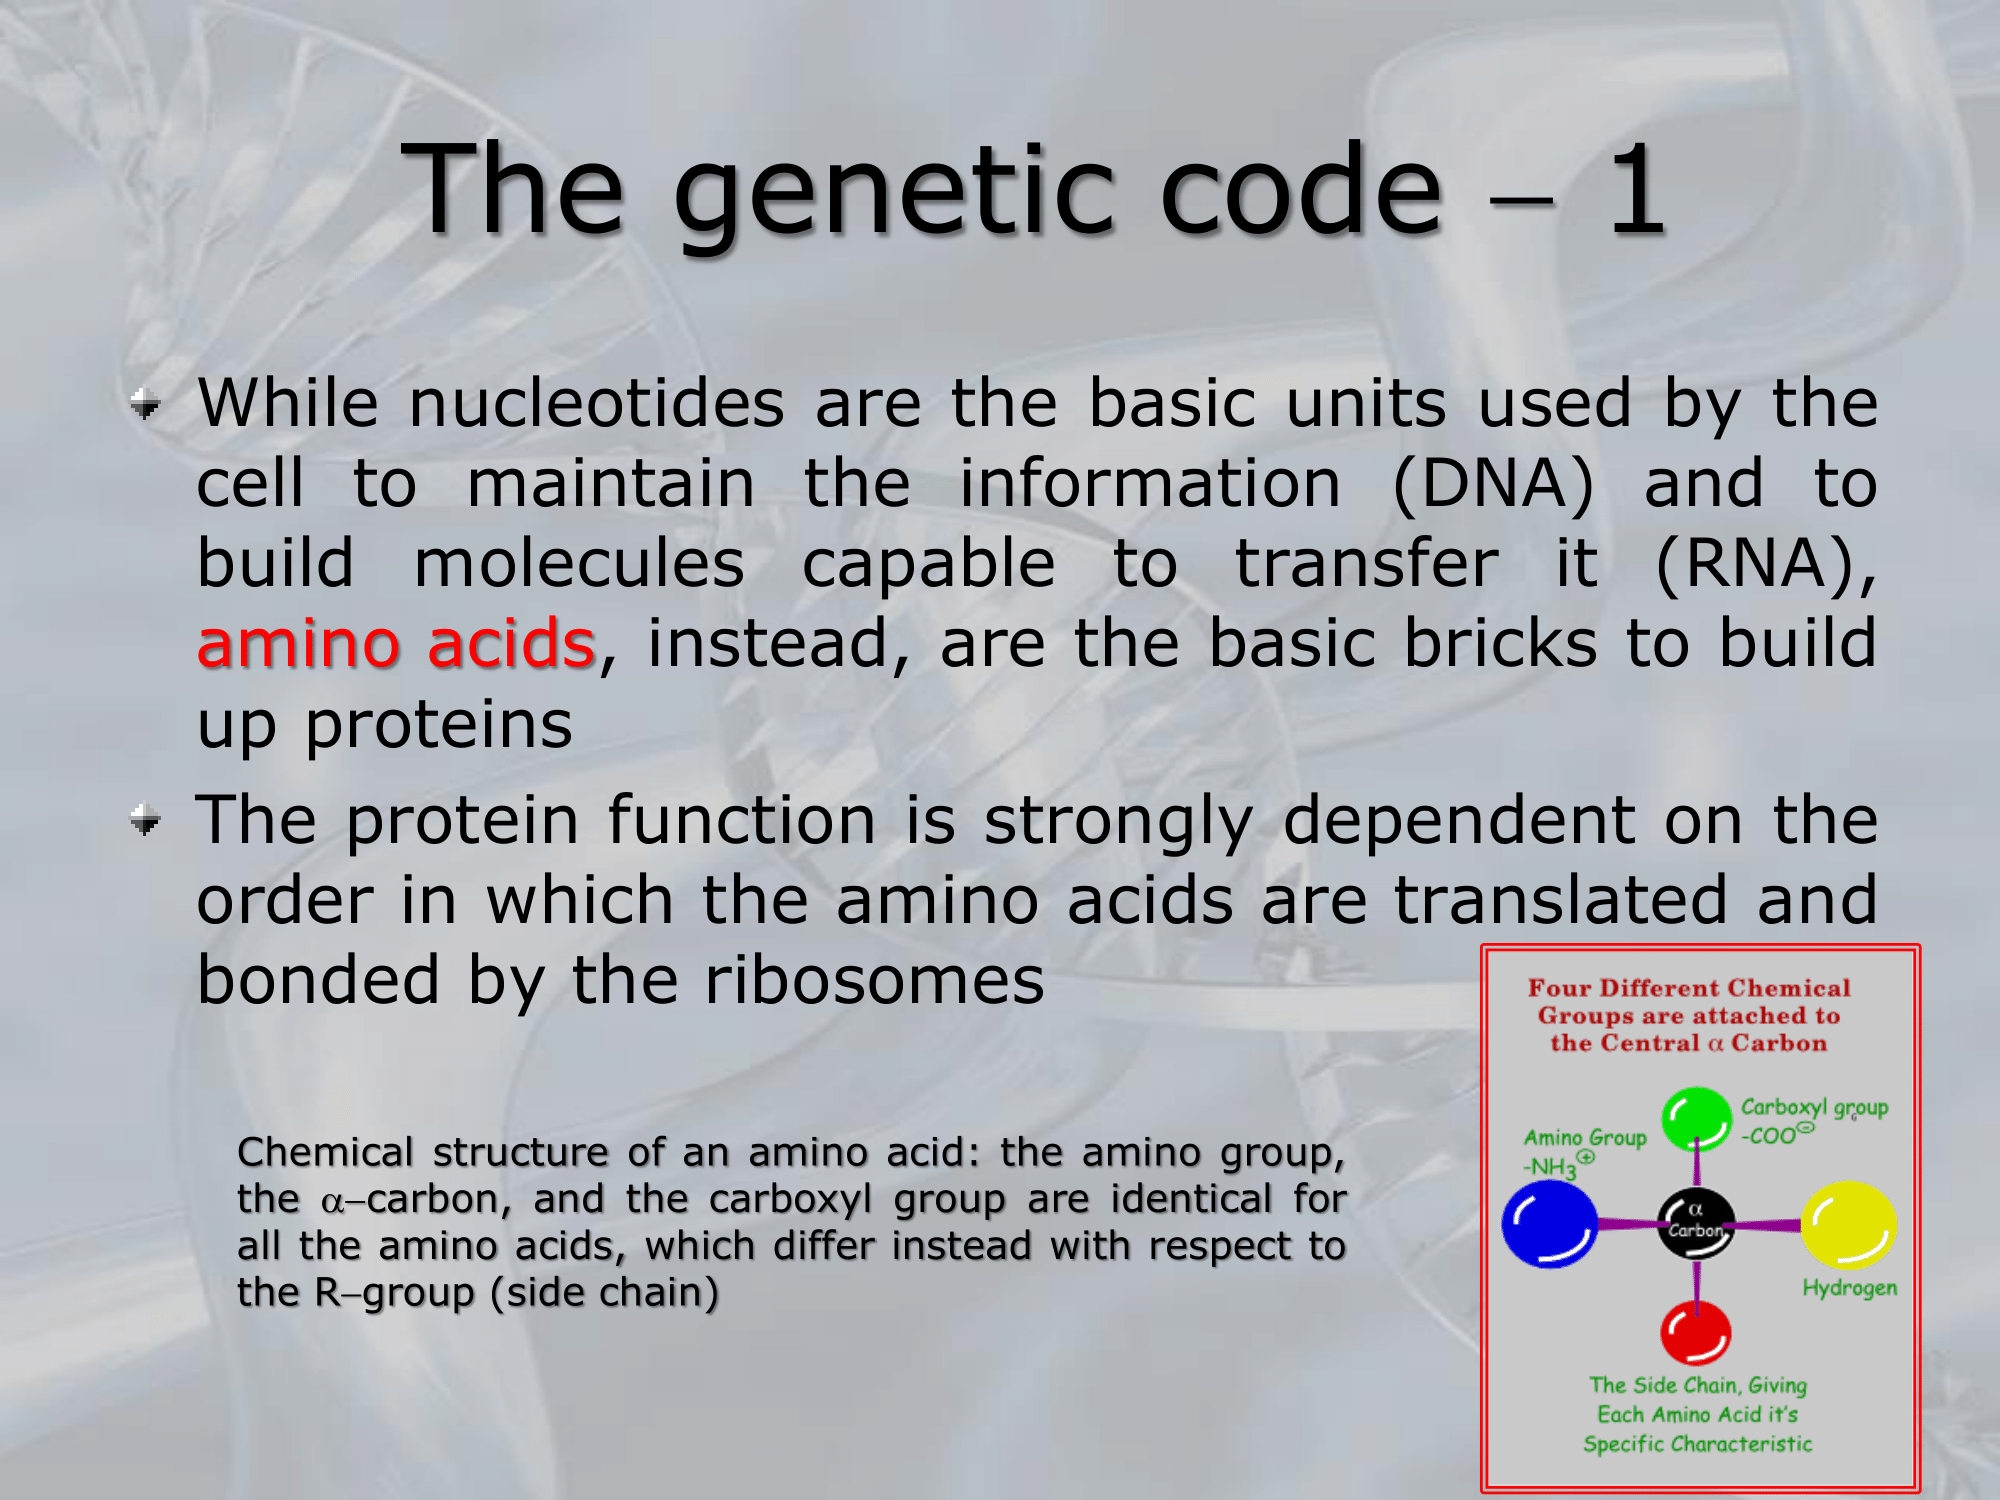 The genetic code – 1
While nucleotides are the basic units used by the
cell to maintain the information (DNA) and to
build molecules capable to transfer it (RNA),
amino acids, instead, are the basic bricks to build
up proteins
The protein function is strongly dependent on the
order in which the amino acids are translated and
bonded by the ribosomes
Chemical structure of an amino acid: the amino group,
the α–carbon, and the carboxyl group are identical for
all the amino acids, which differ instead with respect to
the R–group (side chain)
Four Different Chemical
Groups are attached to
the Central α Carbon
Carboxyl group
-COO⊖
Amino Group
-NH3⊕
α
Carbon
Hydrogen
The Side Chain, Giving
Each Amino Acid it's
Specific Characteristic